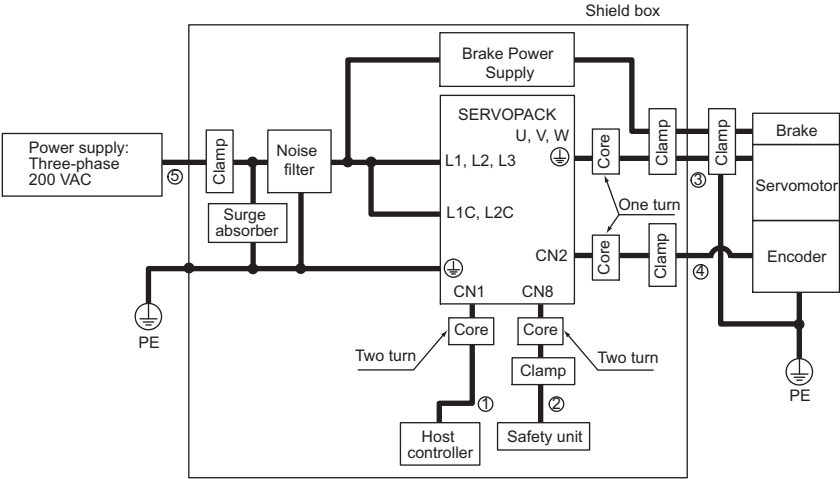 Shield box
Brake Power
Supply
SERVOPACK
U, V, W
Power supply:
Three-phase
200 VAC
⑤
Clamp
Noise
filter
L1, L2, L3
Core
Clamp
Clamp
③
Brake
Servomotor
Surge
absorber
L1C, L2C
One turn
CN2
Core
Clamp
④
Encoder
CN1
CN8
PE
Two turn
Core
Core
Two turn
Clamp
PE
①
②
Host
controller
Safety unit